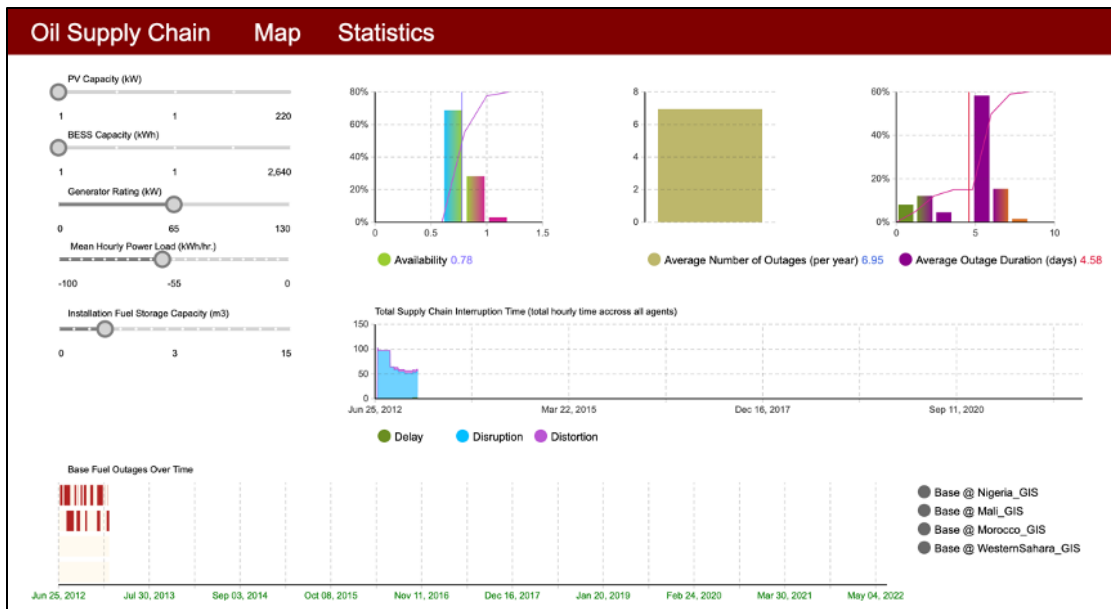 Oil Supply Chain Map Statistics
PV Capacity (kW)
1 1 220
BESS Capacity (kWh)
1 1 2,640
Generator Rating (kW)
0 65 130
Mean Hourly Power Load (kWh/hr.)
-100 -55 0
Installation Fuel Storage Capacity (m3)
0 3 15
80%
60%
40%
20%
0%
0 0.5 1 1.5
Availability 0.78
8
6
4
2
0
Average Number of Outages (per year) 6.95
60%
40%
20%
0%
0 5 10
Average Outage Duration (days) 4.58
Total Supply Chain Interruption Time (total hourly time accross all agents)
150
100
50
0
Jun 25, 2012 Mar 22, 2015 Dec 16, 2017 Sep 11, 2020
Delay Disruption Distortion
Base Fuel Outages Over Time
Base @ Nigeria_GIS
Base @ Mali_GIS
Base @ Morocco_GIS
Base @ WesternSahara_GIS
Jun 25, 2012 Jul 30, 2013 Sep 03, 2014 Oct 08, 2015 Nov 11, 2016 Dec 16, 2017 Jan 20, 2019 Feb 24, 2020 Mar 30, 2021 May 04, 2022